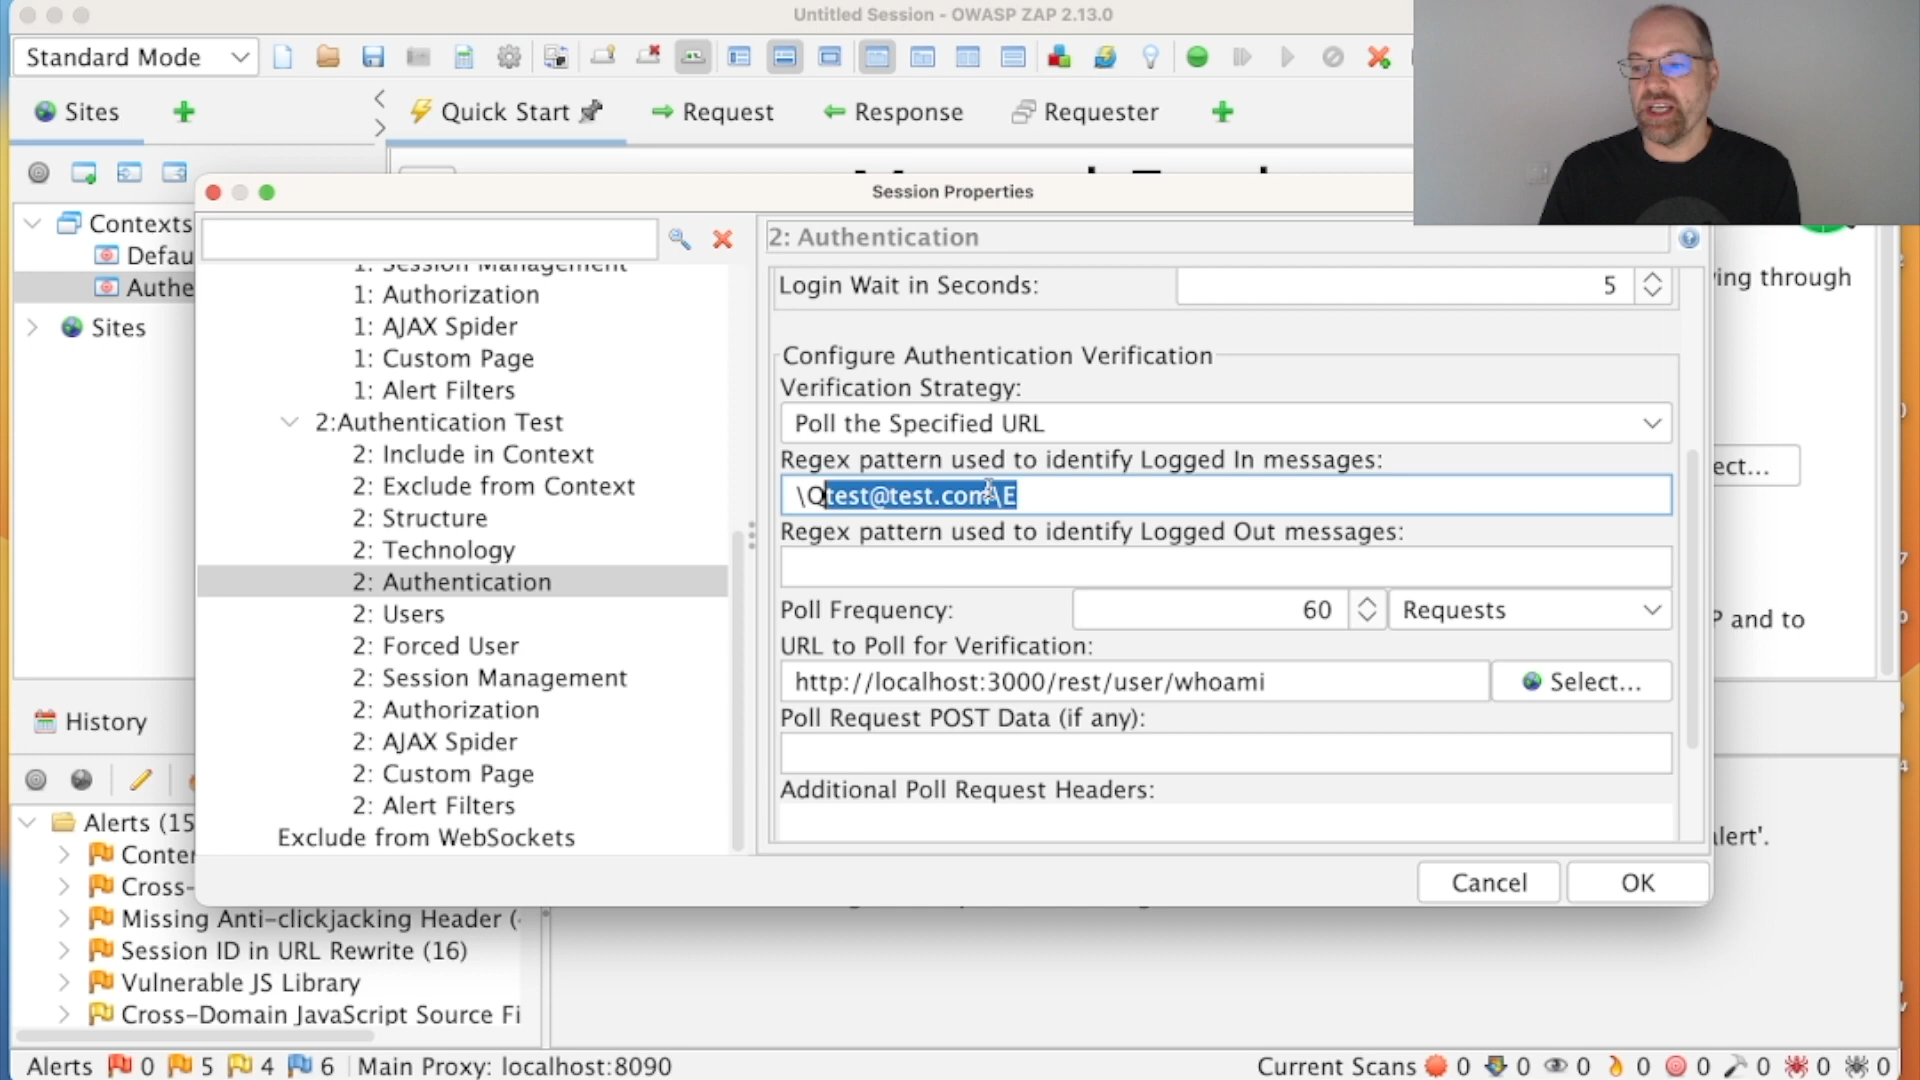 Untitled Session - OWASP ZAP 2.13.0
Standard Mode
Sites
Quick Start
Request
Response
Requester
Session Properties
Contexts
Defau
Authe
Sites
1: Session Management
1: Authorization
1: AJAX Spider
1: Custom Page
1: Alert Filters
2:Authentication Test
2: Include in Context
2: Exclude from Context
2: Structure
2: Technology
2: Authentication
2: Users
2: Forced User
2: Session Management
2: Authorization
2: AJAX Spider
2: Custom Page
2: Alert Filters
Exclude from WebSockets
2: Authentication
Login Wait in Seconds: 5
Configure Authentication Verification
Verification Strategy:
Poll the Specified URL
Regex pattern used to identify Logged In messages:
\Qtest@test.com\E
Regex pattern used to identify Logged Out messages:
Poll Frequency: 60 Requests
URL to Poll for Verification:
http://localhost:3000/rest/user/whoami Select...
Poll Request POST Data (if any):
Additional Poll Request Headers:
Cancel OK
ing through
ect...
P and to
lert'.
History
Alerts (15
Conter
Cross-
Missing Anti-clickjacking Header (
Session ID in URL Rewrite (16)
Vulnerable JS Library
Cross-Domain JavaScript Source Fi
Alerts 0 5 4 6 Main Proxy: localhost:8090
Current Scans 0 0 0 0 0 0 0 0